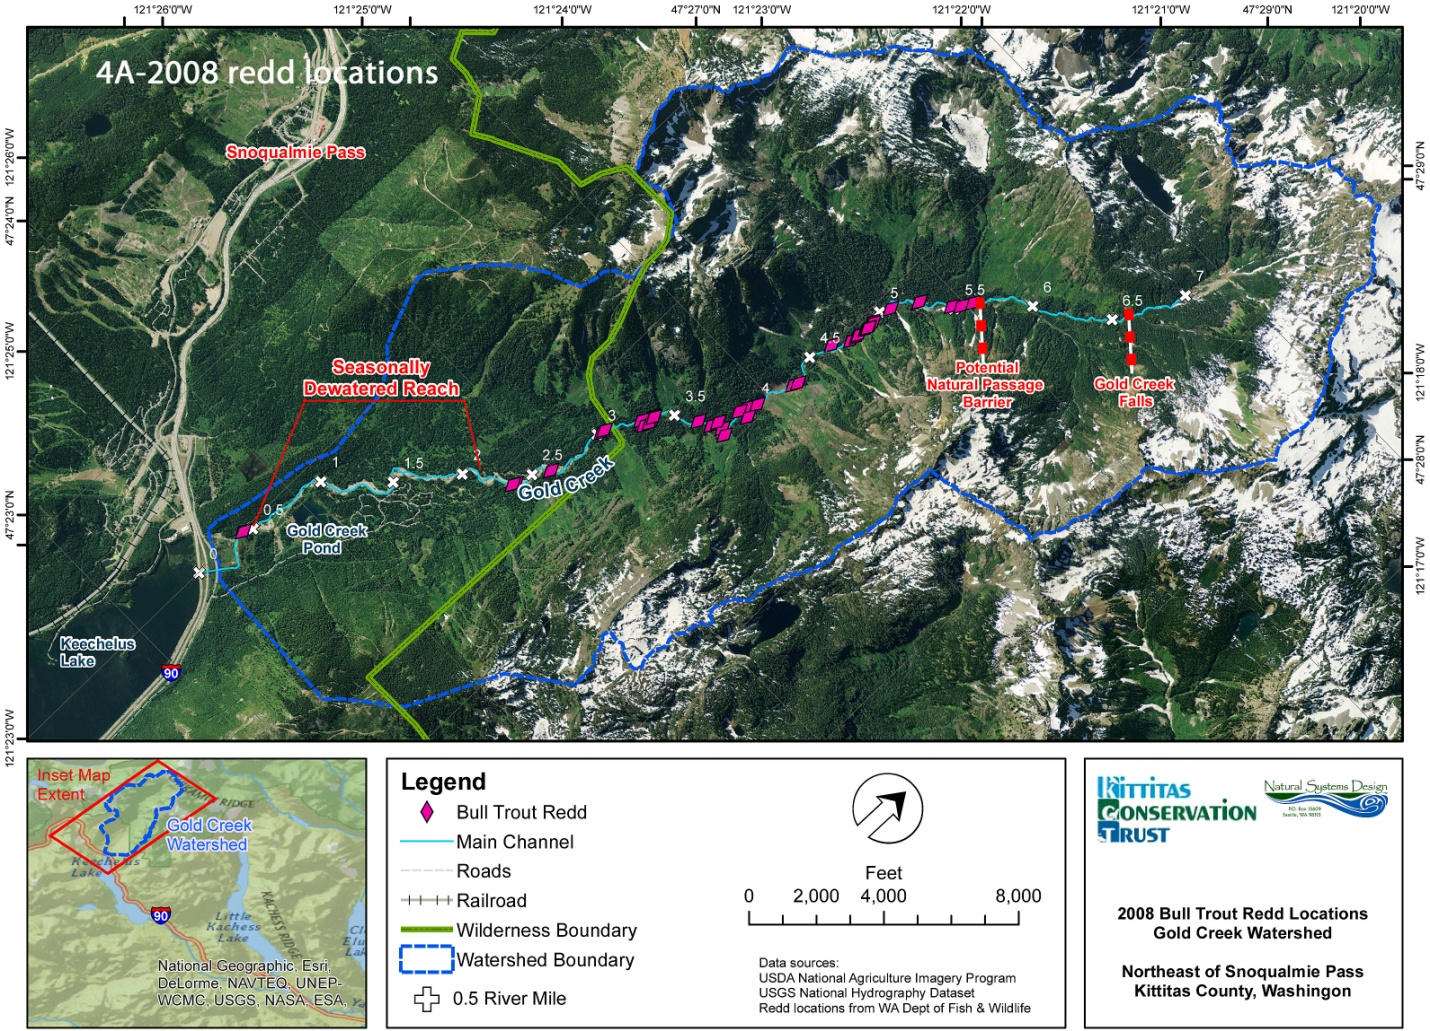 121°26'0"W
121°25'0"W
121°24'0"W
47°27'0"N
121°23'0"W
121°22'0"W
121°21'0"W
47°29'0"N
121°20'0"W
4A-2008 redd locations
Snoqualmie Pass
121°26'0"W
47°24'0"N
121°25'0"W
47°23'0"N
121°23'0"W
47°29'0"N
121°18'0"W
47°28'0"N
121°17'0"W
Seasonally
Dewatered Reach
0
0.5
1
1.5
2
2.5
3
3.5
4
4.5
5
5.5
6
6.5
7
Potential
Natural Passage
Barrier
Gold Creek
Falls
Gold Creek
Gold Creek
Pond
Keechelus
Lake
90
Inset Map
Extent
RIDGE
Gold Creek
Watershed
Keechelus
Lake
90
Little
Kachess
Lake
KACHESS RIDGE
National Geographic, Esri,
DeLorme, NAVTEQ, UNEP-
WCMC, USGS, NASA, ESA,
Legend
Bull Trout Redd
Main Channel
Roads
Railroad
Wilderness Boundary
Watershed Boundary
0.5 River Mile
Feet
0 2,000 4,000 8,000
Data sources:
USDA National Agriculture Imagery Program
USGS National Hydrography Dataset
Redd locations from WA Dept of Fish & Wildlife
KITTITAS
CONSERVATION
TRUST
Natural Systems Design
2008 Bull Trout Redd Locations
Gold Creek Watershed
Northeast of Snoqualmie Pass
Kittitas County, Washingon